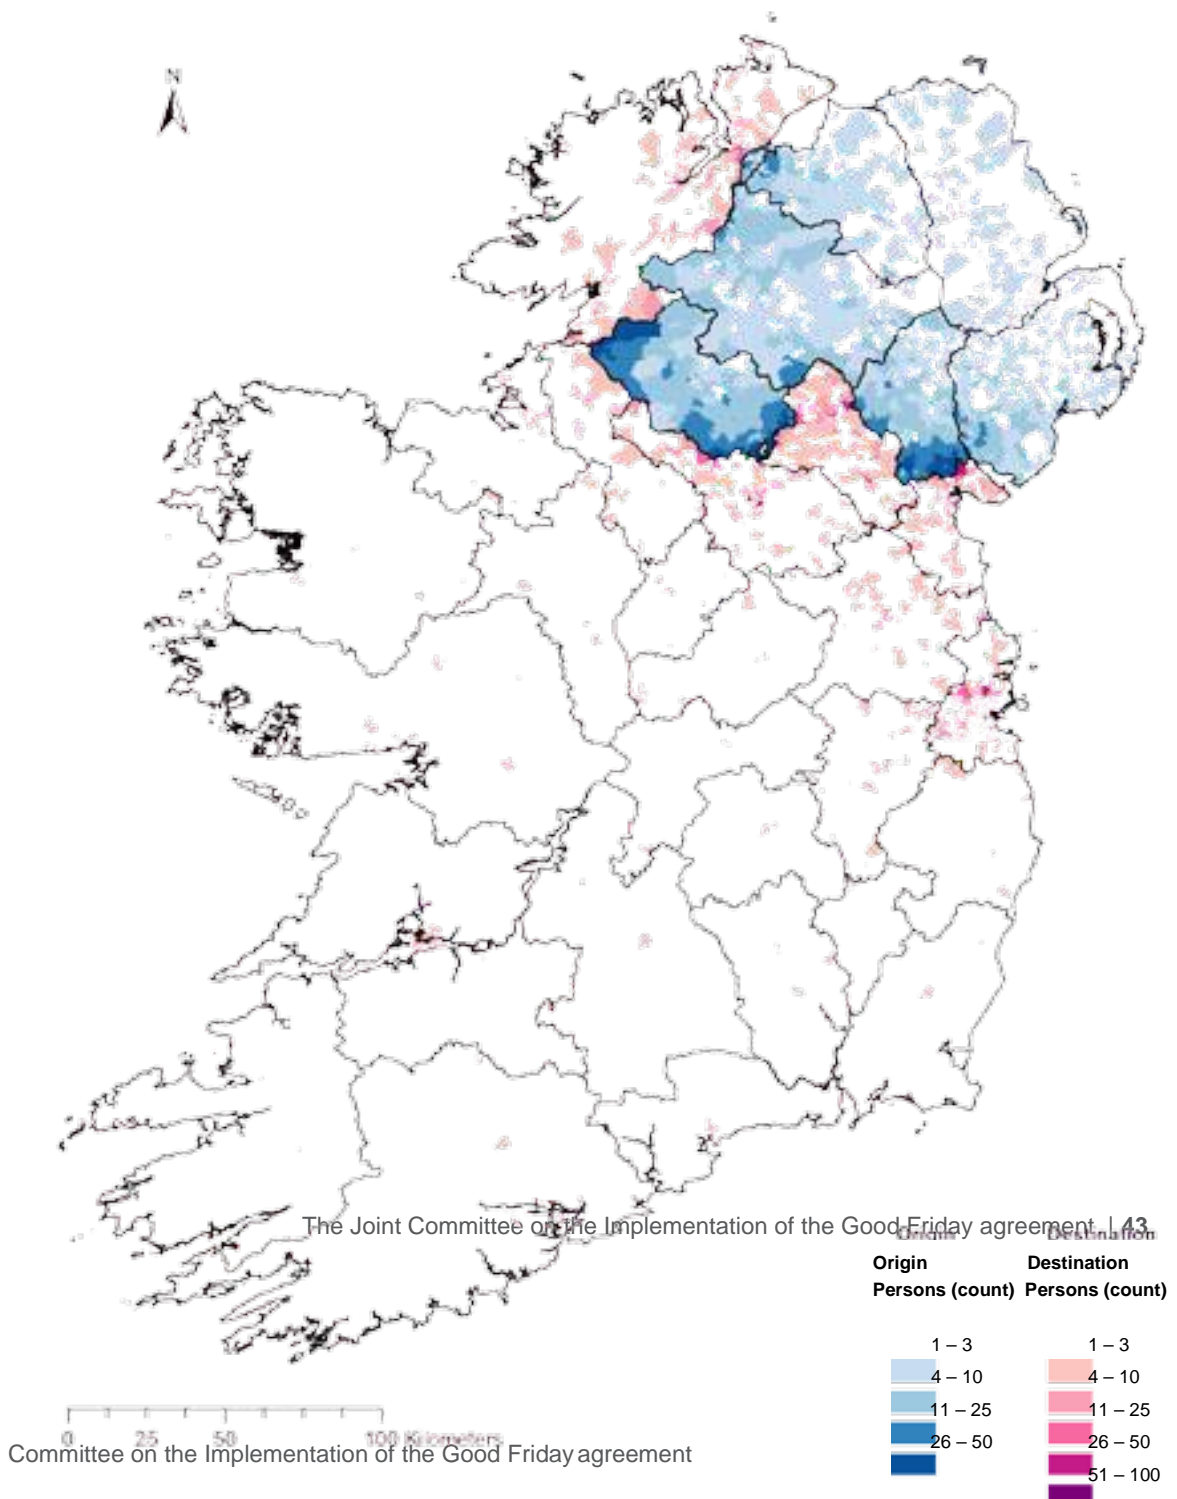 N
The Joint Committee on the Implementation of the Good Friday agreement | 43
Origin Destination
Origin Destination
Persons (count) Persons (count)
1 – 3 1 – 3
4 – 10 4 – 10
11 – 25 11 – 25
26 – 50 26 – 50
51 – 100
0 25 50 100 Kilometers
Committee on the Implementation of the Good Friday agreement